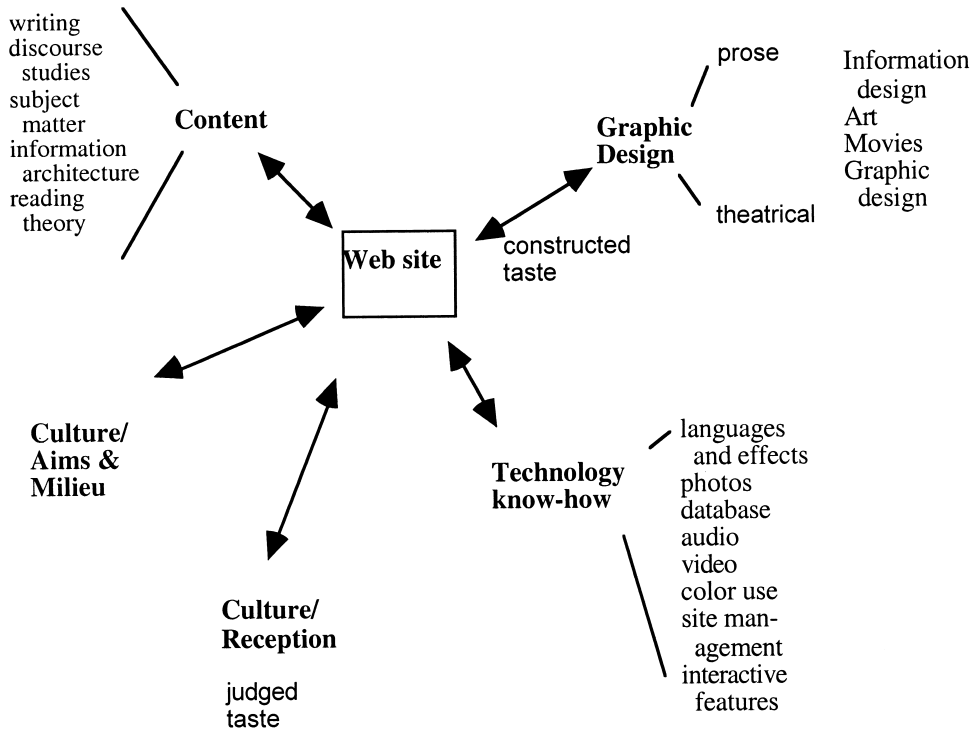 writing
discourse
studies
subject
matter
information
architecture
reading
theory
Content
Graphic
Design
prose
theatrical
Information
design
Art
Movies
Graphic
design
constructed
taste
Web site
Culture/
Aims &
Milieu
Culture/
Reception
judged
taste
Technology
know-how
languages
and effects
photos
database
audio
video
color use
site man-
agement
interactive
features